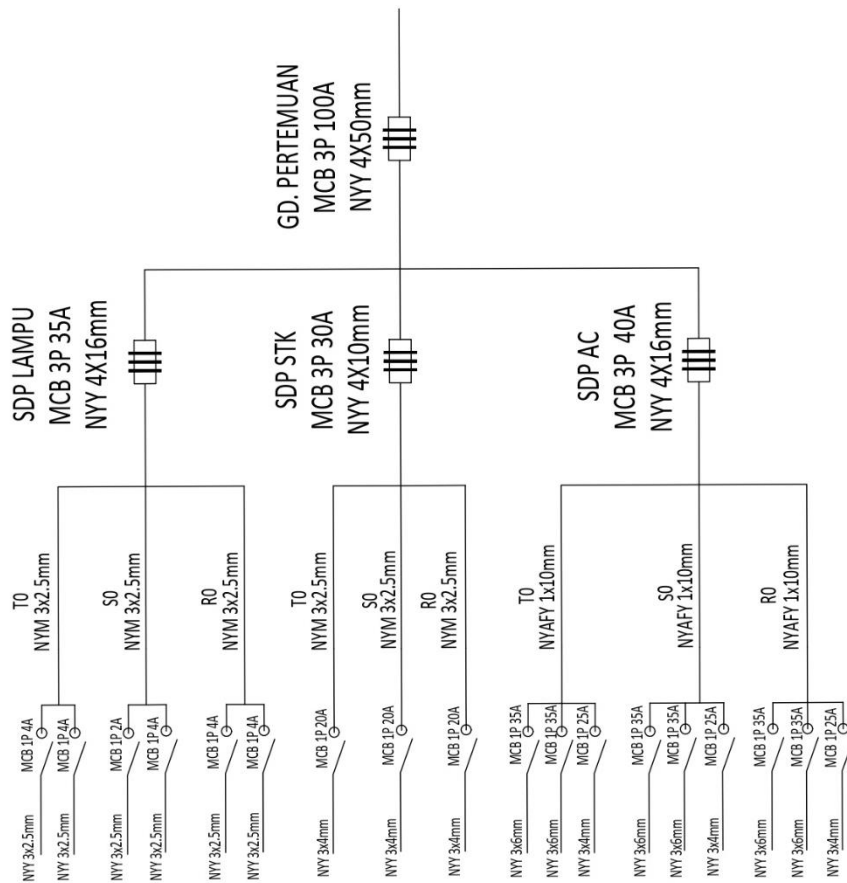 GD. PERTEMUAN
MCB 3P 100A
NYY 4X50mm
SDP LAMPU
MCB 3P 35A
NYY 4X16mm
SDP STK
MCB 3P 30A
NYY 4X10mm
SDP AC
MCB 3P 40A
NYY 4X16mm
T0
NYM 3x2.5mm
S0
NYM 3x2.5mm
R0
NYM 3x2.5mm
T0
NYM 3x2.5mm
S0
NYM 3x2.5mm
R0
NYM 3x2.5mm
T0
NYAFY 1x10mm
S0
NYAFY 1x10mm
R0
NYAFY 1x10mm
MCB 1P 4A
MCB 1P 4A
MCB 1P 2A
MCB 1P 4A
MCB 1P 4A
MCB 1P 4A
MCB 1P 20A
MCB 1P 20A
MCB 1P 20A
MCB 1P 35A
MCB 1P 35A
MCB 1P 25A
MCB 1P 35A
MCB 1P 35A
MCB 1P 25A
MCB 1P 35A
MCB 1P 35A
MCB 1P 25A
NYY 3x2.5mm
NYY 3x2.5mm
NYY 3x2.5mm
NYY 3x2.5mm
NYY 3x2.5mm
NYY 3x2.5mm
NYY 3x4mm
NYY 3x4mm
NYY 3x4mm
NYY 3x6mm
NYY 3x6mm
NYY 3x4mm
NYY 3x6mm
NYY 3x6mm
NYY 3x4mm
NYY 3x6mm
NYY 3x6mm
NYY 3x4mm